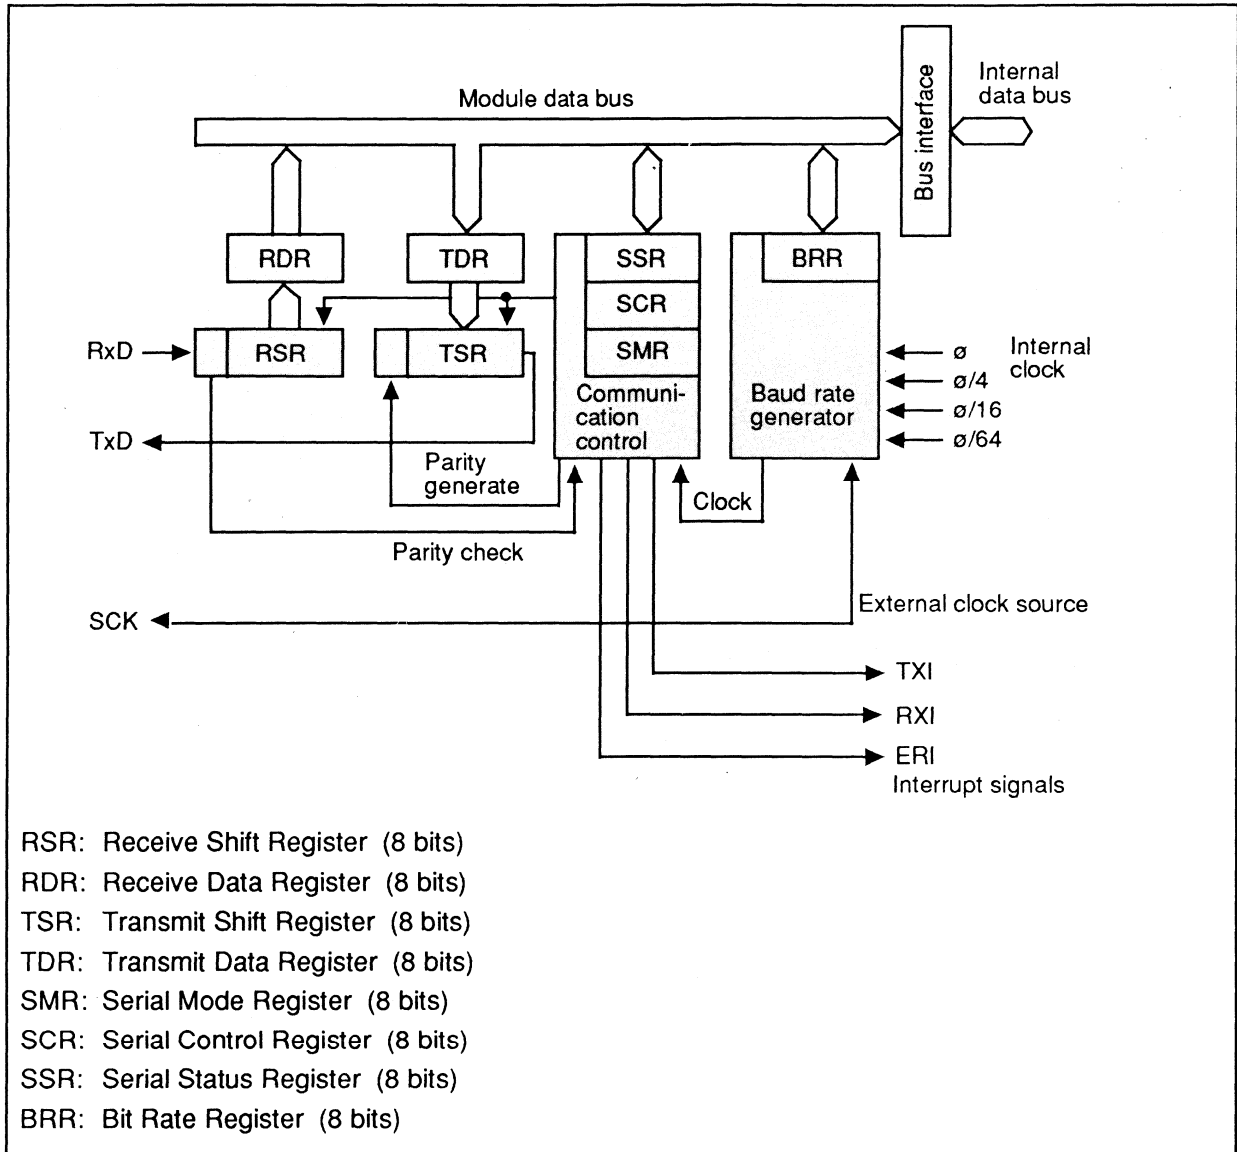 Module data bus
Bus interface
Internal
data bus
RDR
TDR
SSR
BRR
SCR
RxD
RSR
TSR
SMR
ø
Internal
clock
ø/4
ø/16
ø/64
Communi-
cation
control
Baud rate
generator
TxD
Parity
generate
Clock
Parity check
SCK
External clock source
TXI
RXI
ERI
Interrupt signals
RSR: Receive Shift Register (8 bits)
RDR: Receive Data Register (8 bits)
TSR: Transmit Shift Register (8 bits)
TDR: Transmit Data Register (8 bits)
SMR: Serial Mode Register (8 bits)
SCR: Serial Control Register (8 bits)
SSR: Serial Status Register (8 bits)
BRR: Bit Rate Register (8 bits)